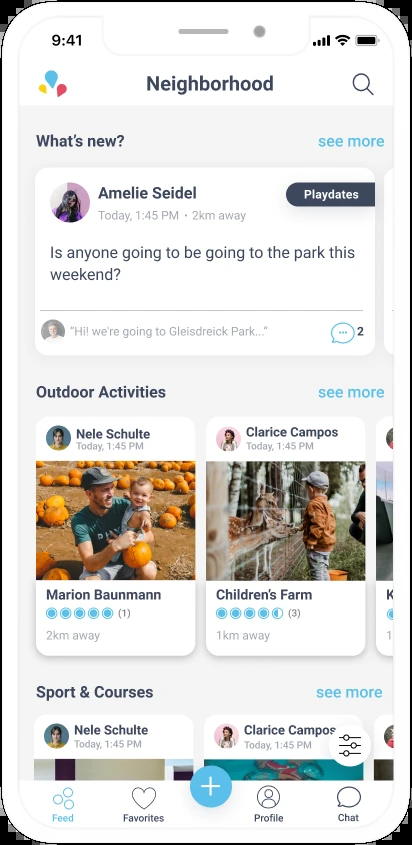 9:41
Neighborhood
What's new?
see more
Amelie Seidel
Today, 1:45 PM • 2km away
Playdates
Is anyone going to be going to the park this
weekend?
"Hi! we're going to Gleisdreick Park..."
2
Outdoor Activities
see more
Nele Schulte
Today, 1:45 PM
Clarice Campos
Today, 1:45 PM
Marion Baunmann
(1)
2km away
Children's Farm
(3)
1km away
K
1
Sport & Courses
see more
Nele Schulte
Today, 1:45 PM
Clarice Campos
Today, 1:45 PM
Feed
Favorites
Profile
Chat